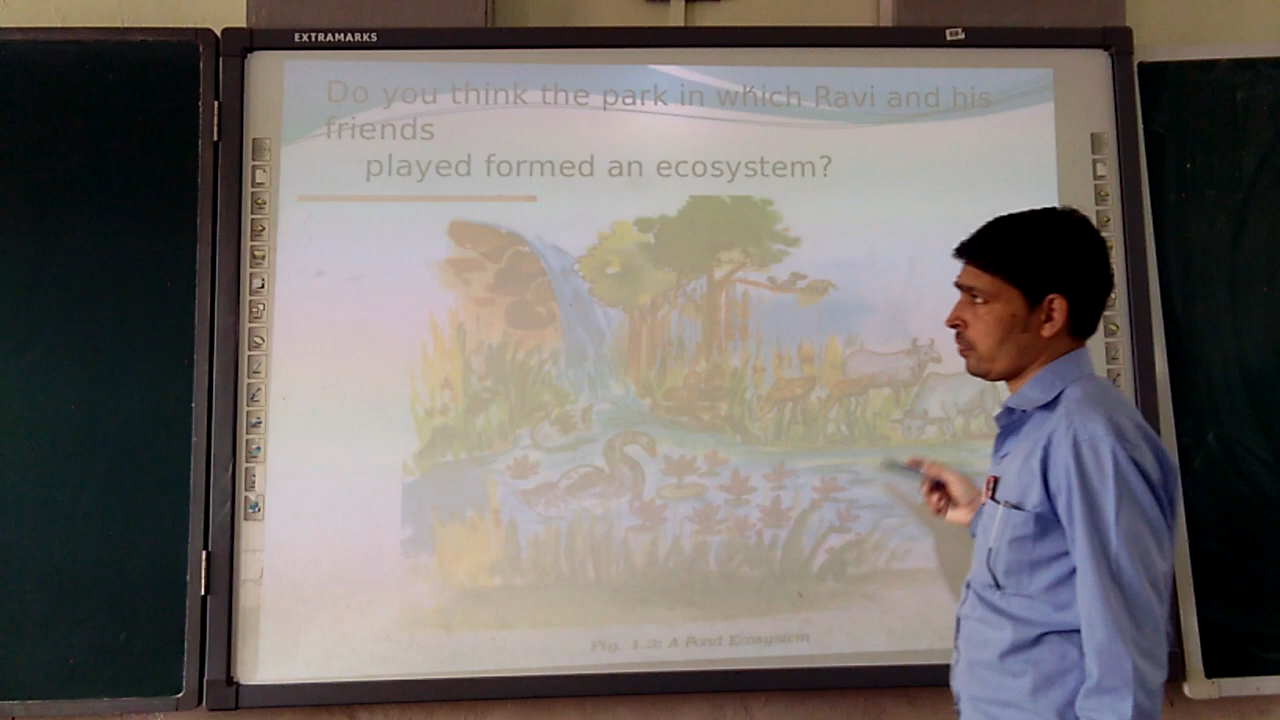 EXTRAMARKS
Do you think the park in which Ravi and his
friends
played formed an ecosystem?
Fig. 1.3: A Pond Ecosystem